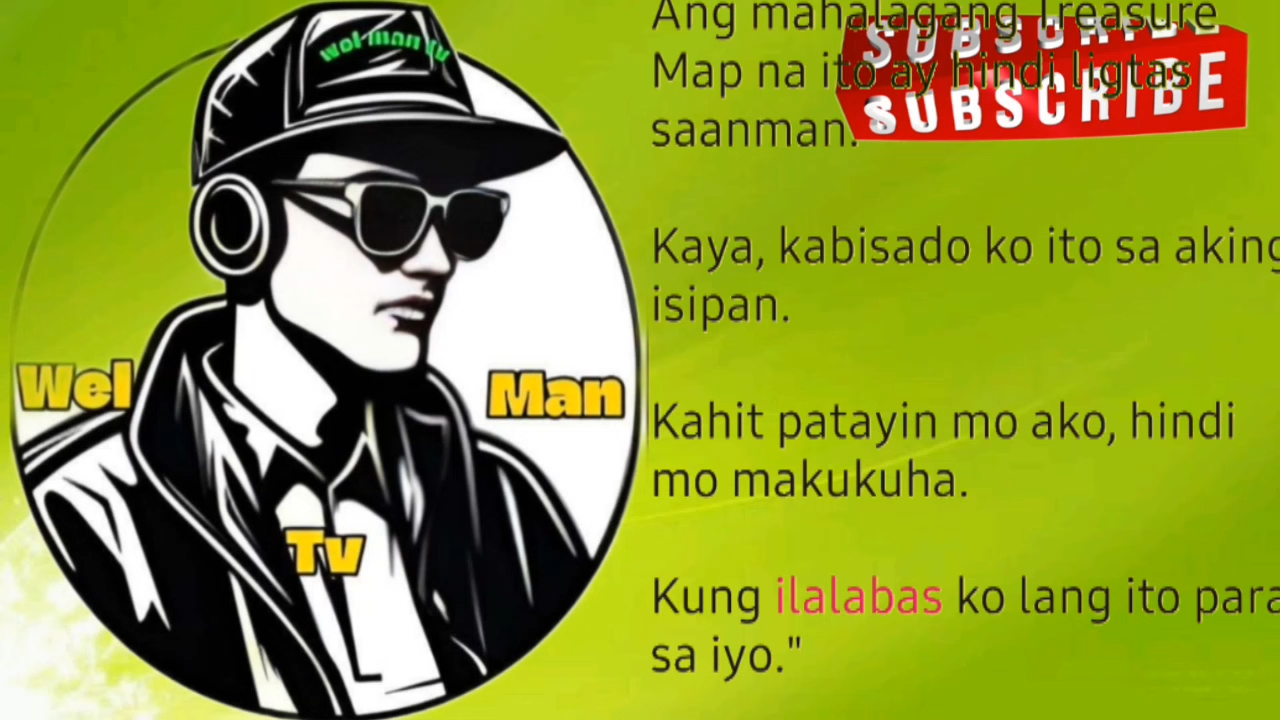 wel man tv
Wel
Man
Tv
Ang mahalagang Treasure
Map na ito ay hindi ligtas
saanman.
Kaya, kabisado ko ito sa aking
isipan.
Kahit patayin mo ako, hindi
mo makukuha.
Kung ilalabas ko lang ito para
sa iyo."
SUBSCRIBE
SUBSCRIBE